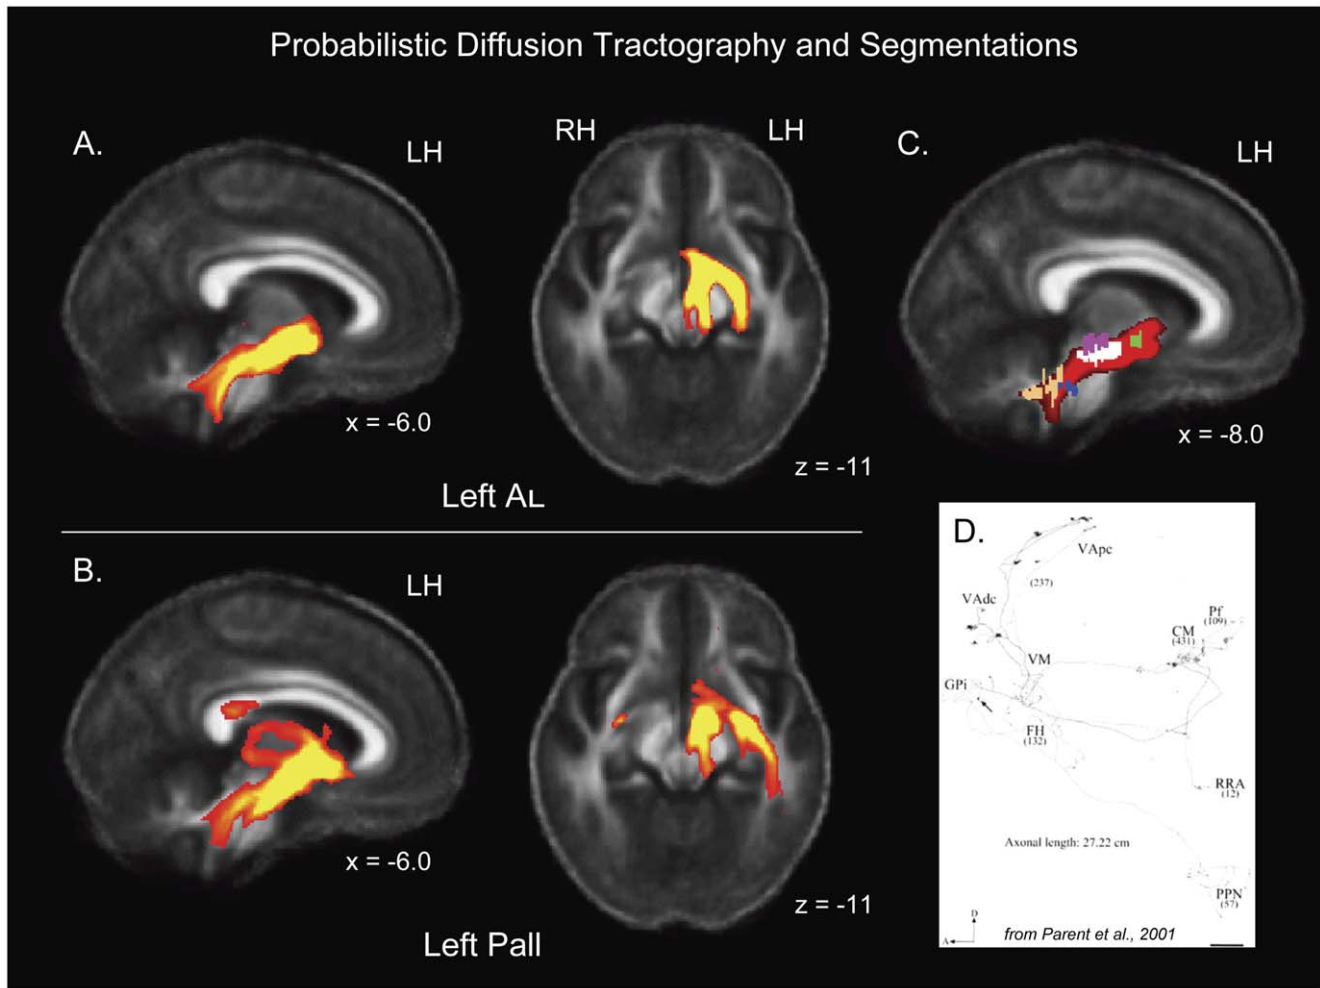 Probabilistic Diffusion Tractography and Segmentations
A.
LH
RH
LH
C.
LH
x = -6.0
z = -11
x = -8.0
Left AL
B.
LH
x = -6.0
z = -11
Left Pall
D.
VApc
(237)
VAdc
Pf
(109)
CM
(431)
VM
GPi
FH
(132)
RRA
(12)
Axonal length: 27.22 cm
PPN
(57)
D
A
from Parent et al., 2001